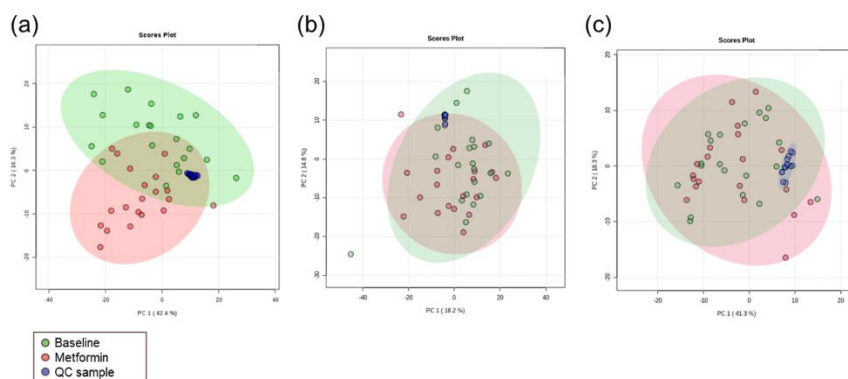 (a)
Scores Plot
PC 2 ( 16.3 %)
20
10
0
-10
-20
-40
-20
0
20
40
PC 1 ( 42.4 %)
(b)
Scores Plot
PC 2 ( 14.8 %)
20
10
0
-10
-20
-30
-40
-20
0
20
40
PC 1 ( 18.2 %)
(c)
Scores Plot
PC 2 ( 18.3 %)
20
10
0
-10
-20
-20
-10
0
10
20
PC 1 ( 41.3 %)
Baseline
Metformin
QC sample